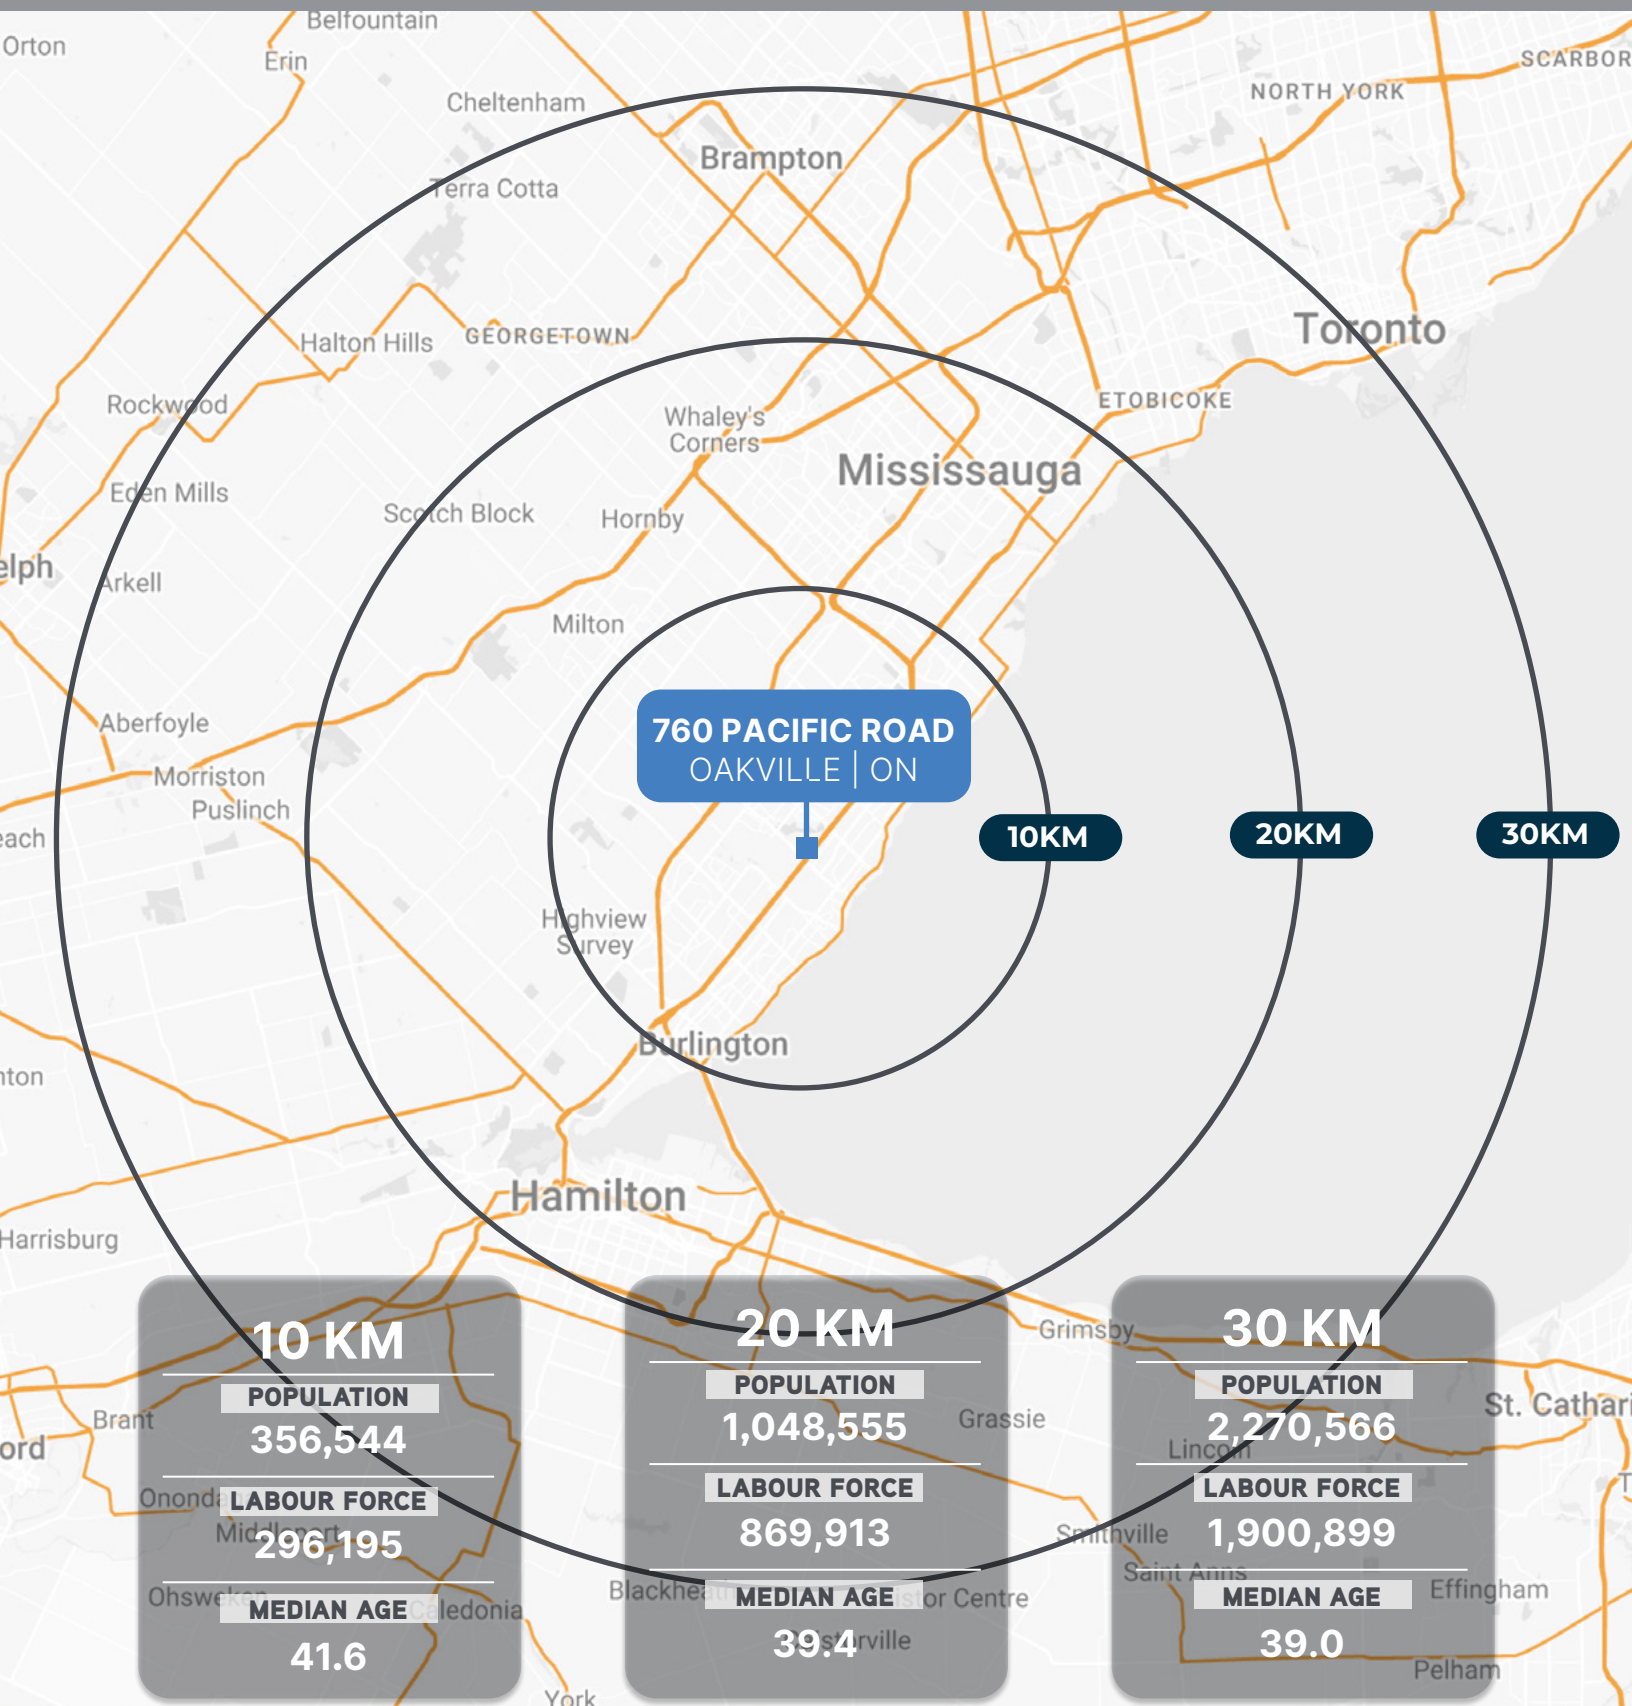 Belfountain
Orton
Erin
SCARBOR
NORTH YORK
Cheltenham
Brampton
Terra Cotta
Toronto
Halton Hills
GEORGETOWN
ETOBICOKE
Rockwood
Whaley's
Corners
Mississauga
Eden Mills
Scotch Block
Hornby
elph
Arkell
Milton
760 PACIFIC ROAD
OAKVILLE | ON
Aberfoyle
Morriston
Puslinch
each
10KM
20KM
30KM
Highview
Survey
Burlington
nton
Hamilton
Harrisburg
Grimsby
Brant
ord
Grassie
St. Cathari
Lincoln
Smithville
Saint Anns
Effingham
Middleport
Ohsweken
Caledonia
Pelham
York
10 KM
POPULATION
356,544
LABOUR FORCE
296,195
MEDIAN AGE
41.6
20 KM
POPULATION
1,048,555
LABOUR FORCE
869,913
MEDIAN AGE
39.4
30 KM
POPULATION
2,270,566
LABOUR FORCE
1,900,899
MEDIAN AGE
39.0